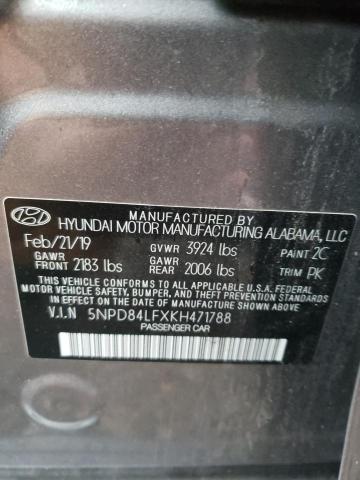 MANUFACTURED BY
HYUNDAI MOTOR MANUFACTURING ALABAMA, LLC
Feb/21/19 GVWR 3924 lbs PAINT 2C
GAWR FRONT 2183 lbs GAWR REAR 2006 lbs TRIM PK
THIS VEHICLE CONFORMS TO ALL APPLICABLE U.S.A. FEDERAL
MOTOR VEHICLE SAFETY, BUMPER, AND THEFT PREVENTION
STANDARDS IN EFFECT ON THE DATE OF MANUFACTURE SHOWN ABOVE.
V.I.N 5NPD84LFXKH471788
PASSENGER CAR